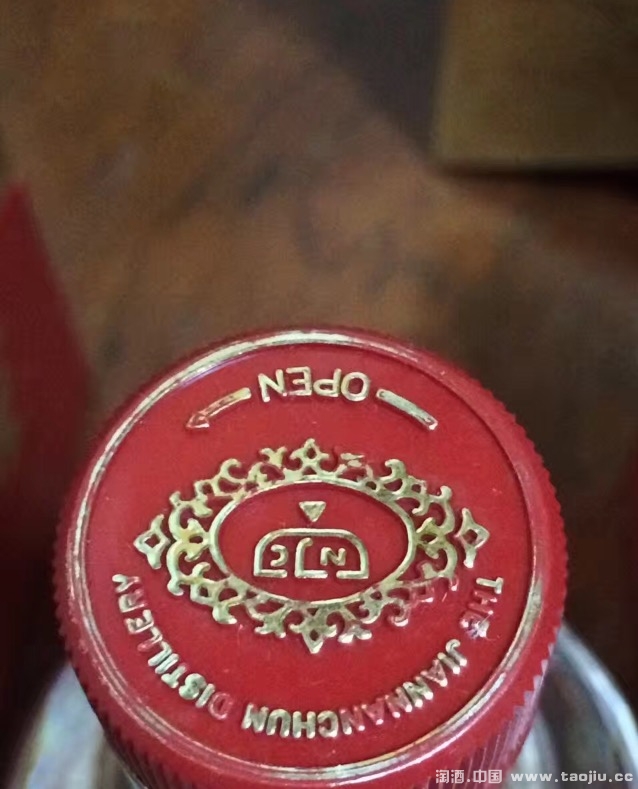 OPEN
THE JIANNANCHUN DISTILLERY
淘酒.中国 www.taojiu.cc